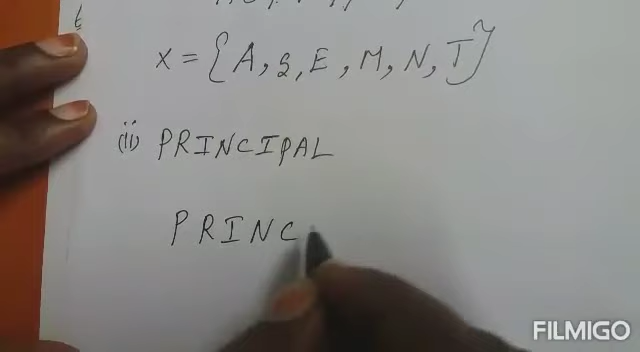 X = {A, S, E, M, N, T}
(ii) PRINCIPAL
PRINC
FILMIGO